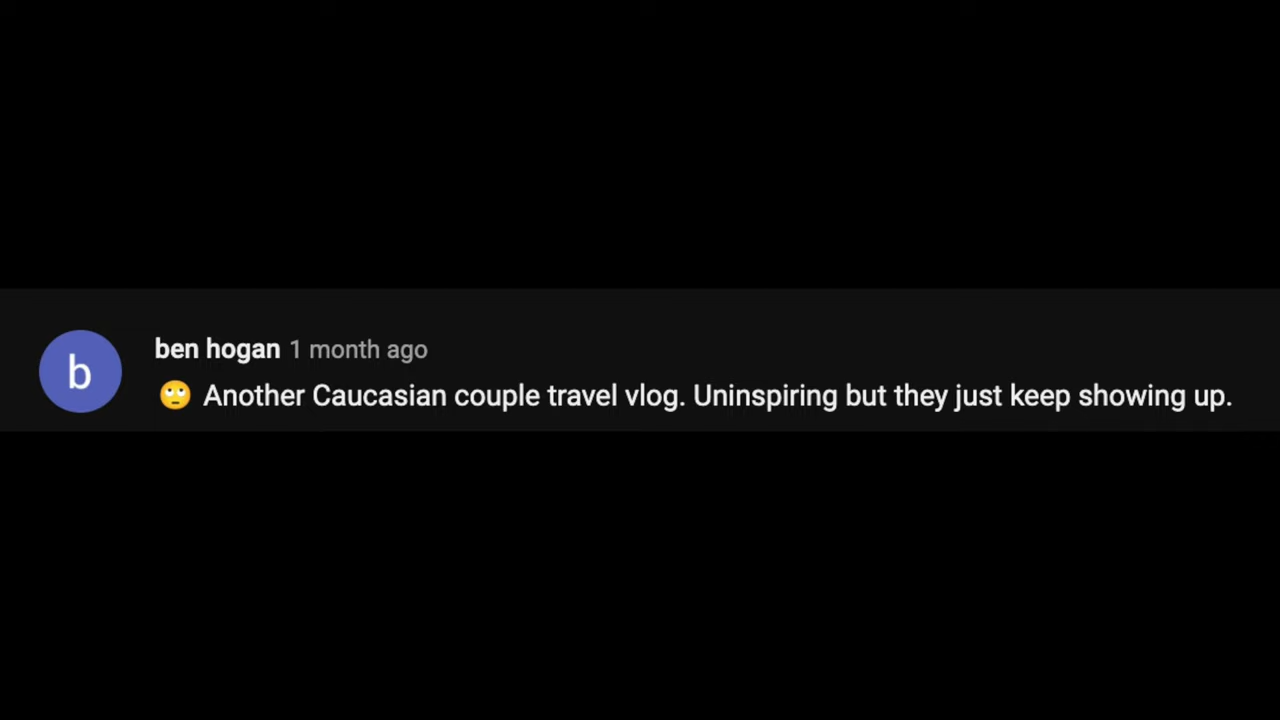 b
ben hogan 1 month ago
🙄 Another Caucasian couple travel vlog. Uninspiring but they just keep showing up.